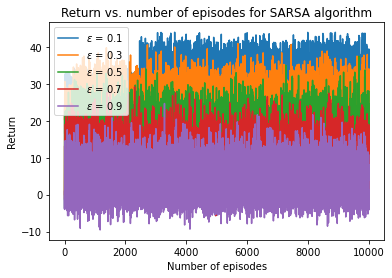 Return vs. number of episodes for SARSA algorithm
ε = 0.1
ε = 0.3
ε = 0.5
ε = 0.7
ε = 0.9
40
30
20
10
0
−10
Return
0
2000
4000
6000
8000
10000
Number of episodes